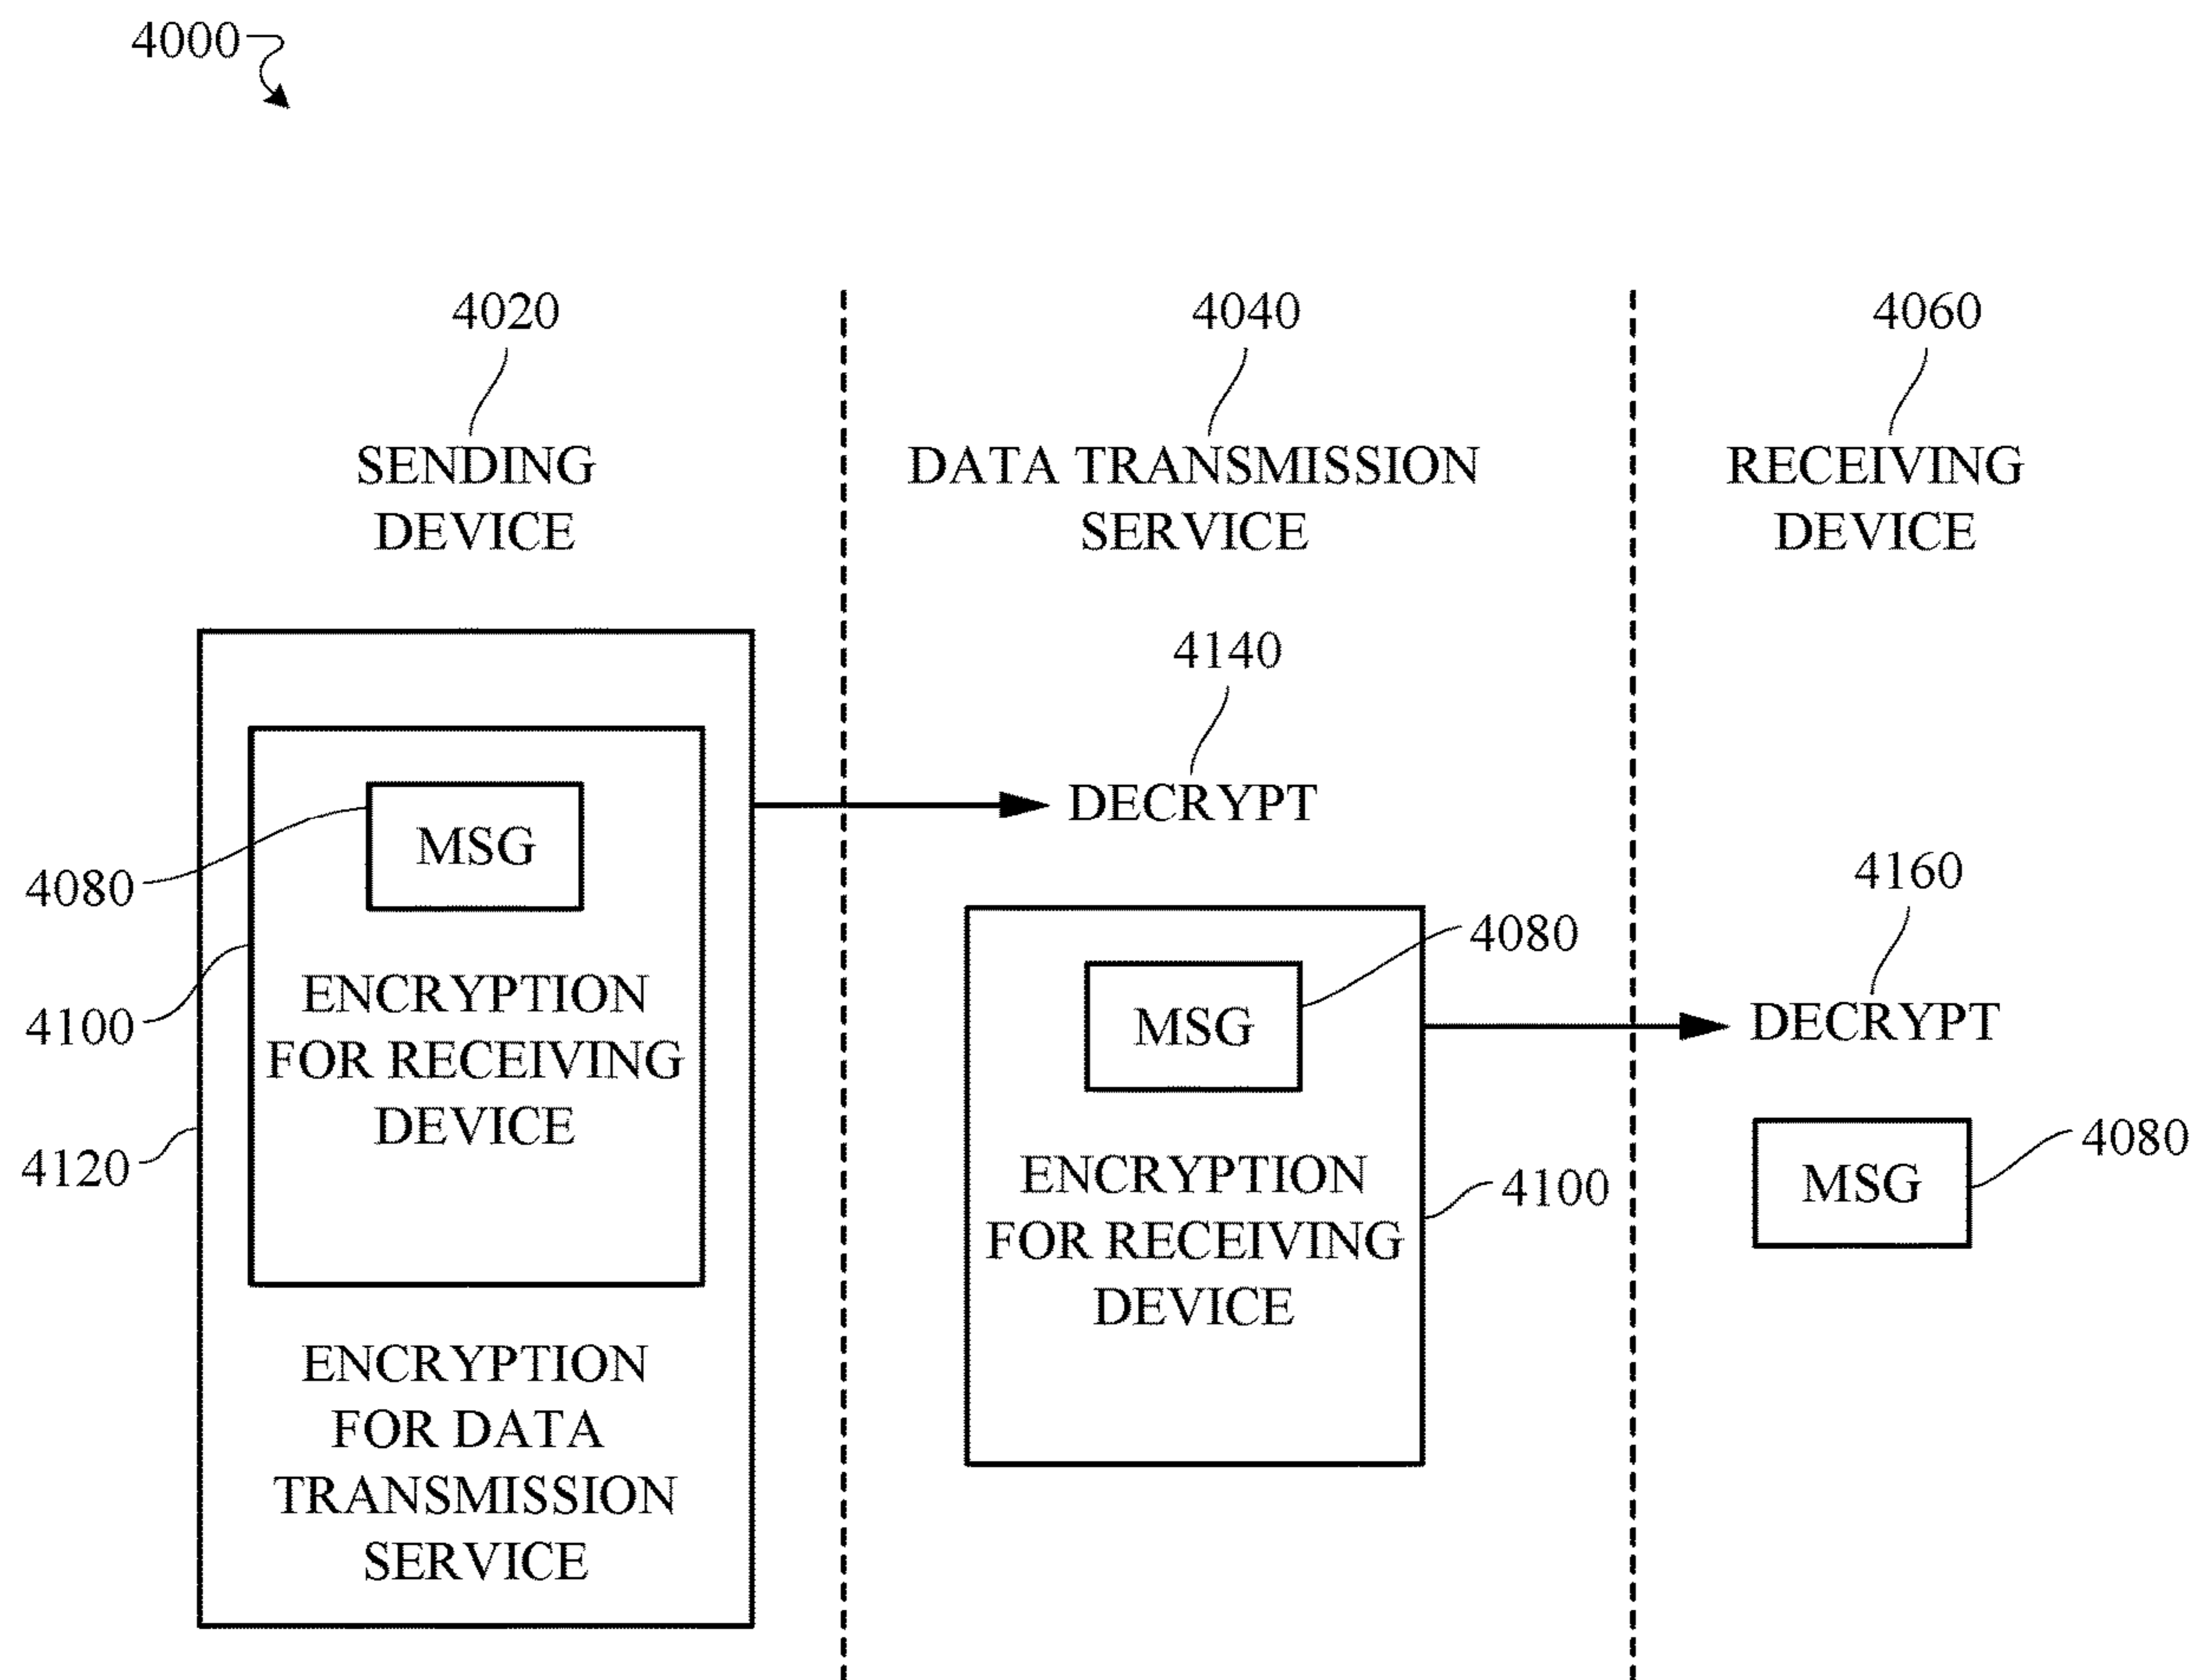 4000
4020
SENDING
DEVICE
4040
DATA TRANSMISSION
SERVICE
4060
RECEIVING
DEVICE
MSG
4080
ENCRYPTION
FOR RECEIVING
DEVICE
4100
4120
ENCRYPTION
FOR DATA
TRANSMISSION
SERVICE
4140
DECRYPT
4080
MSG
ENCRYPTION
FOR RECEIVING
DEVICE
4100
4160
DECRYPT
MSG
4080